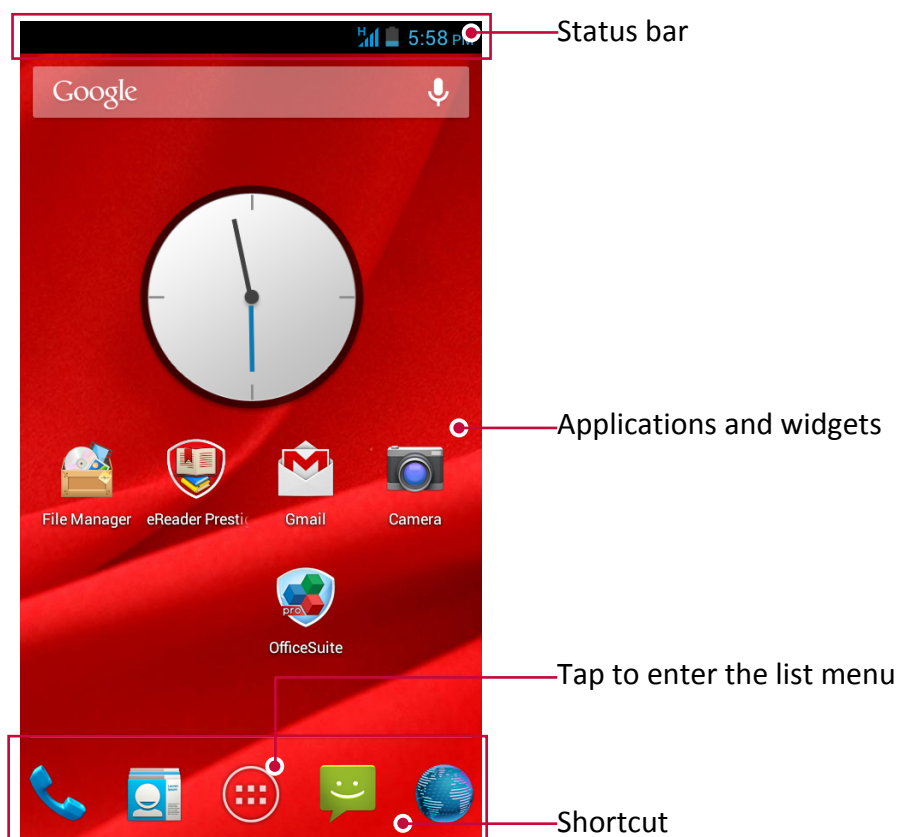 H 5:58 PM
Status bar
Google
Applications and widgets
File Manager eReader Prestig Gmail Camera
pro
OfficeSuite
Tap to enter the list menu
Shortcut